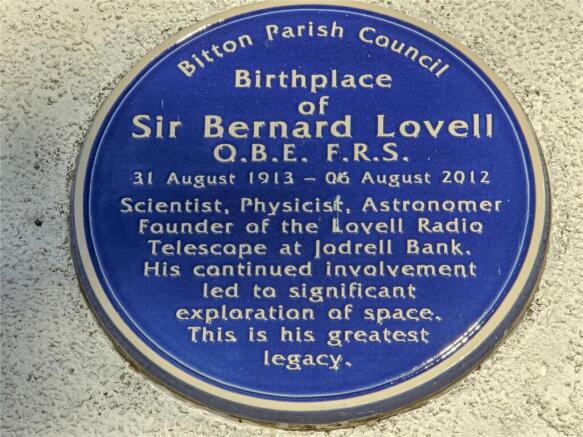 Bitton Parish Council
Birthplace
of
Sir Bernard Lovell
O.B.E. F.R.S.
31 August 1913 – 06 August 2012
Scientist, Physicist, Astronomer
Founder of the Lovell Radio
Telescope at Jodrell Bank.
His continued involvement
led to significant
exploration of space.
This is his greatest
legacy.